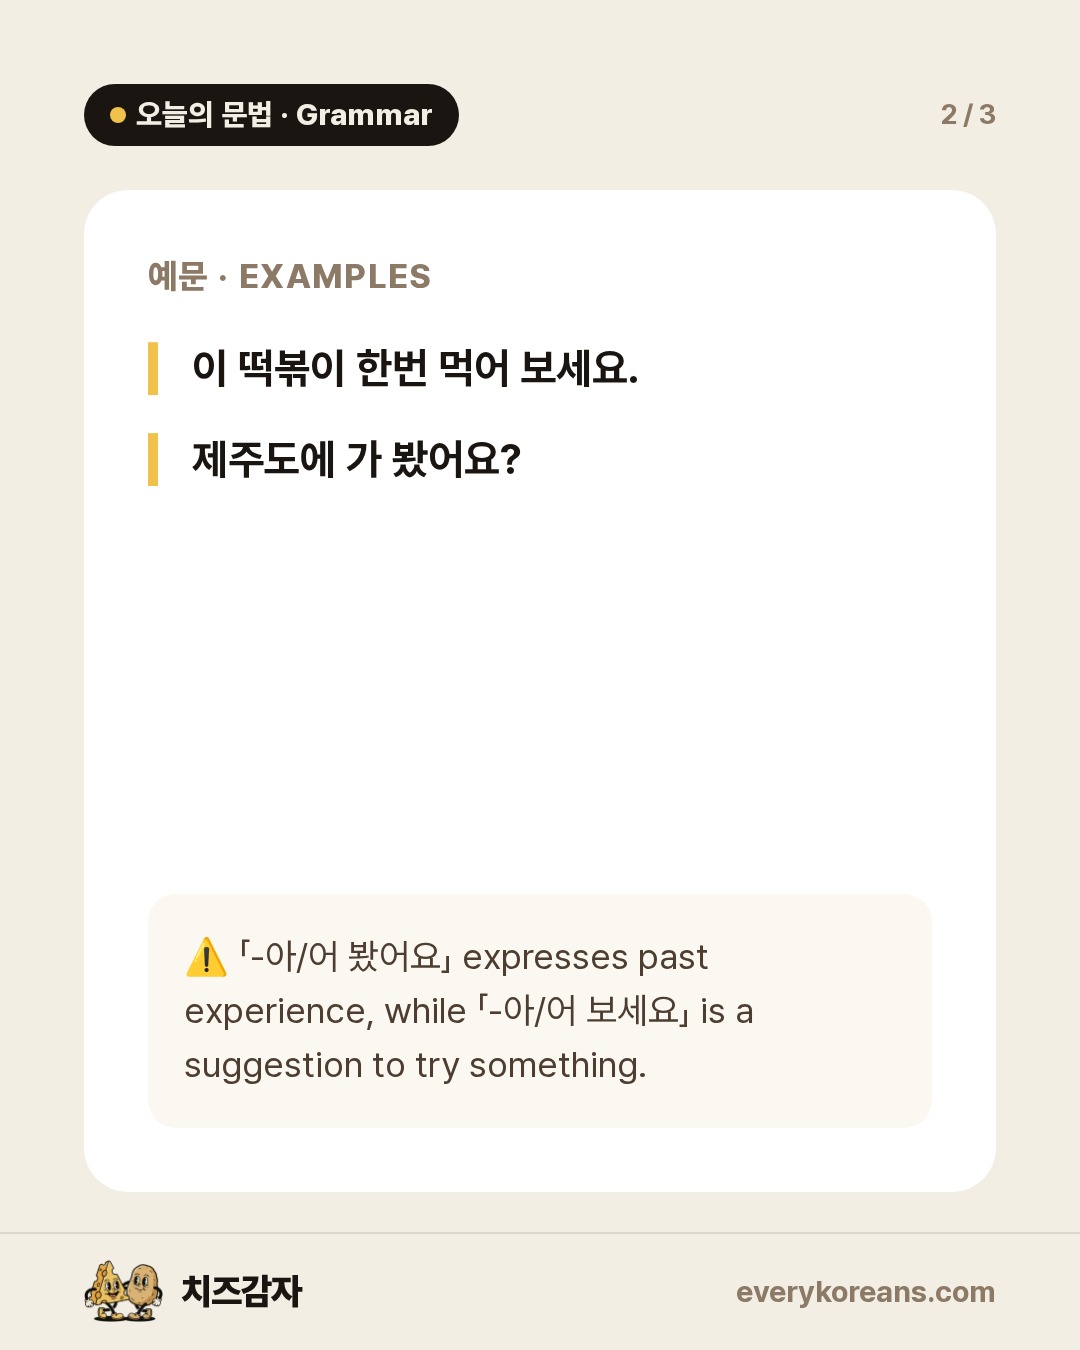 오늘의 문법 · Grammar
2 / 3
예문 · EXAMPLES
이 떡볶이 한번 먹어 보세요.
제주도에 가 봤어요?
⚠️ 「-아/어 봤어요」 expresses past
experience, while 「-아/어 보세요」 is a
suggestion to try something.
치즈감자
everykoreans.com